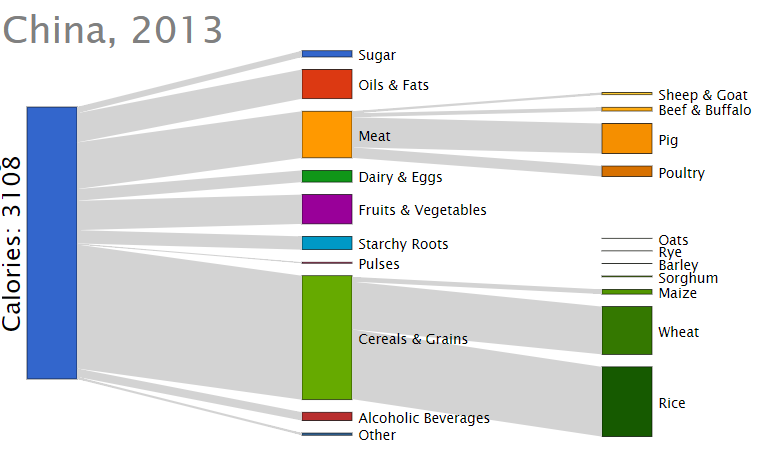 China, 2013
Calories: 3108
Sugar
Oils & Fats
Meat
Dairy & Eggs
Fruits & Vegetables
Starchy Roots
Pulses
Cereals & Grains
Alcoholic Beverages
Other
Sheep & Goat
Beef & Buffalo
Pig
Poultry
Oats
Rye
Barley
Sorghum
Maize
Wheat
Rice